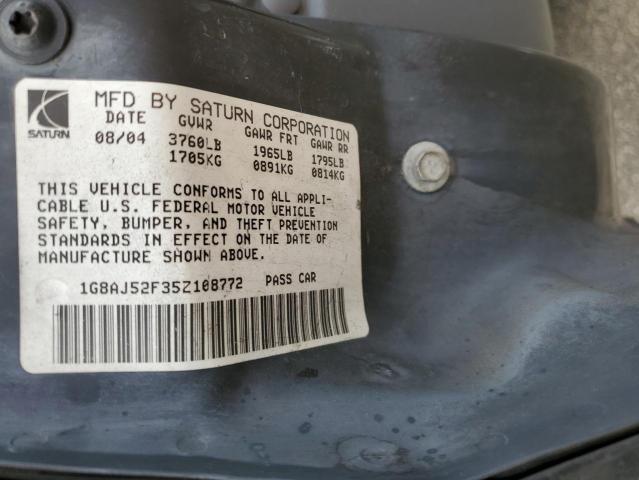 SATURN
MFD BY SATURN CORPORATION
DATE GVWR GAWR FRT GAWR RR
08/04 3760LB 1965LB 1795LB
1705KG 0891KG 0814KG
THIS VEHICLE CONFORMS TO ALL APPLI-
CABLE U.S. FEDERAL MOTOR VEHICLE
SAFETY, BUMPER, AND THEFT PREVENTION
STANDARDS IN EFFECT ON THE DATE OF
MANUFACTURE SHOWN ABOVE.
1G8AJ52F35Z108772 PASS CAR